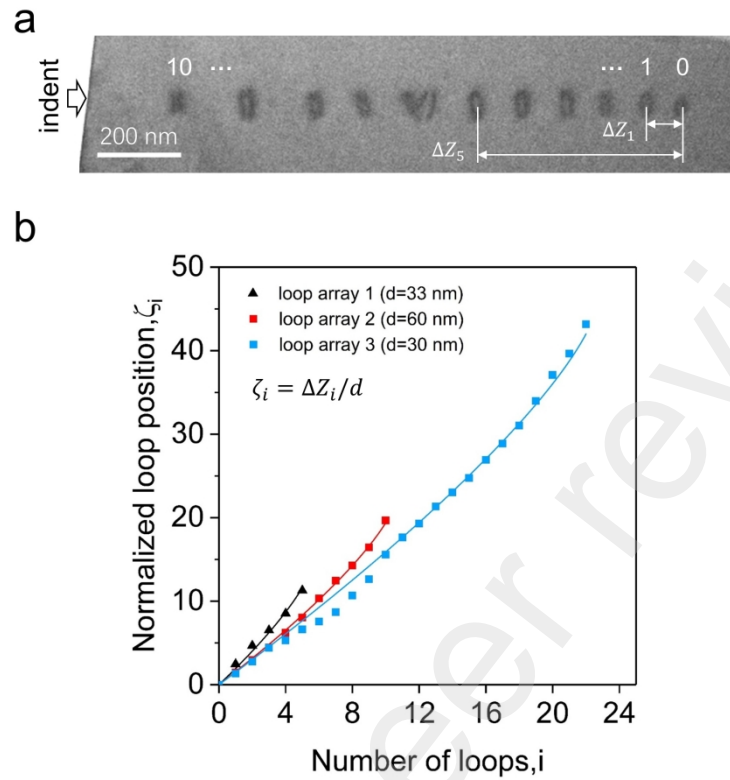 a
indent
10 ... ... 1 0
200 nm
ΔZ₁
ΔZ₅
b
Normalized loop position,ζᵢ
50
40
30
20
10
0
loop array 1 (d=33 nm)
loop array 2 (d=60 nm)
loop array 3 (d=30 nm)
ζᵢ = ΔZᵢ/d
0 4 8 12 16 20 24
Number of loops,i
eer revi